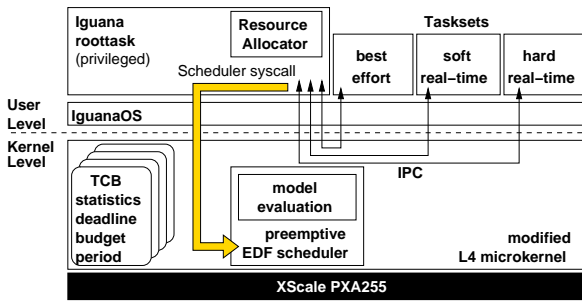 Iguana
roottask
(privileged)
Resource
Allocator
Tasksets
best
effort
soft
real−time
hard
real−time
Scheduler syscall
User
Level
IguanaOS
Kernel
Level
IPC
TCB
statistics
deadline
budget
period
model
evaluation
preemptive
EDF scheduler
modified
L4 microkernel
XScale PXA255